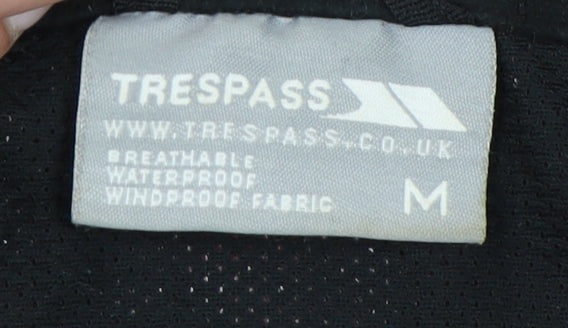 TRESPASS
WWW.TRESPASS.CO.UK
BREATHABLE
WATERPROOF
WINDPROOF FABRIC
M